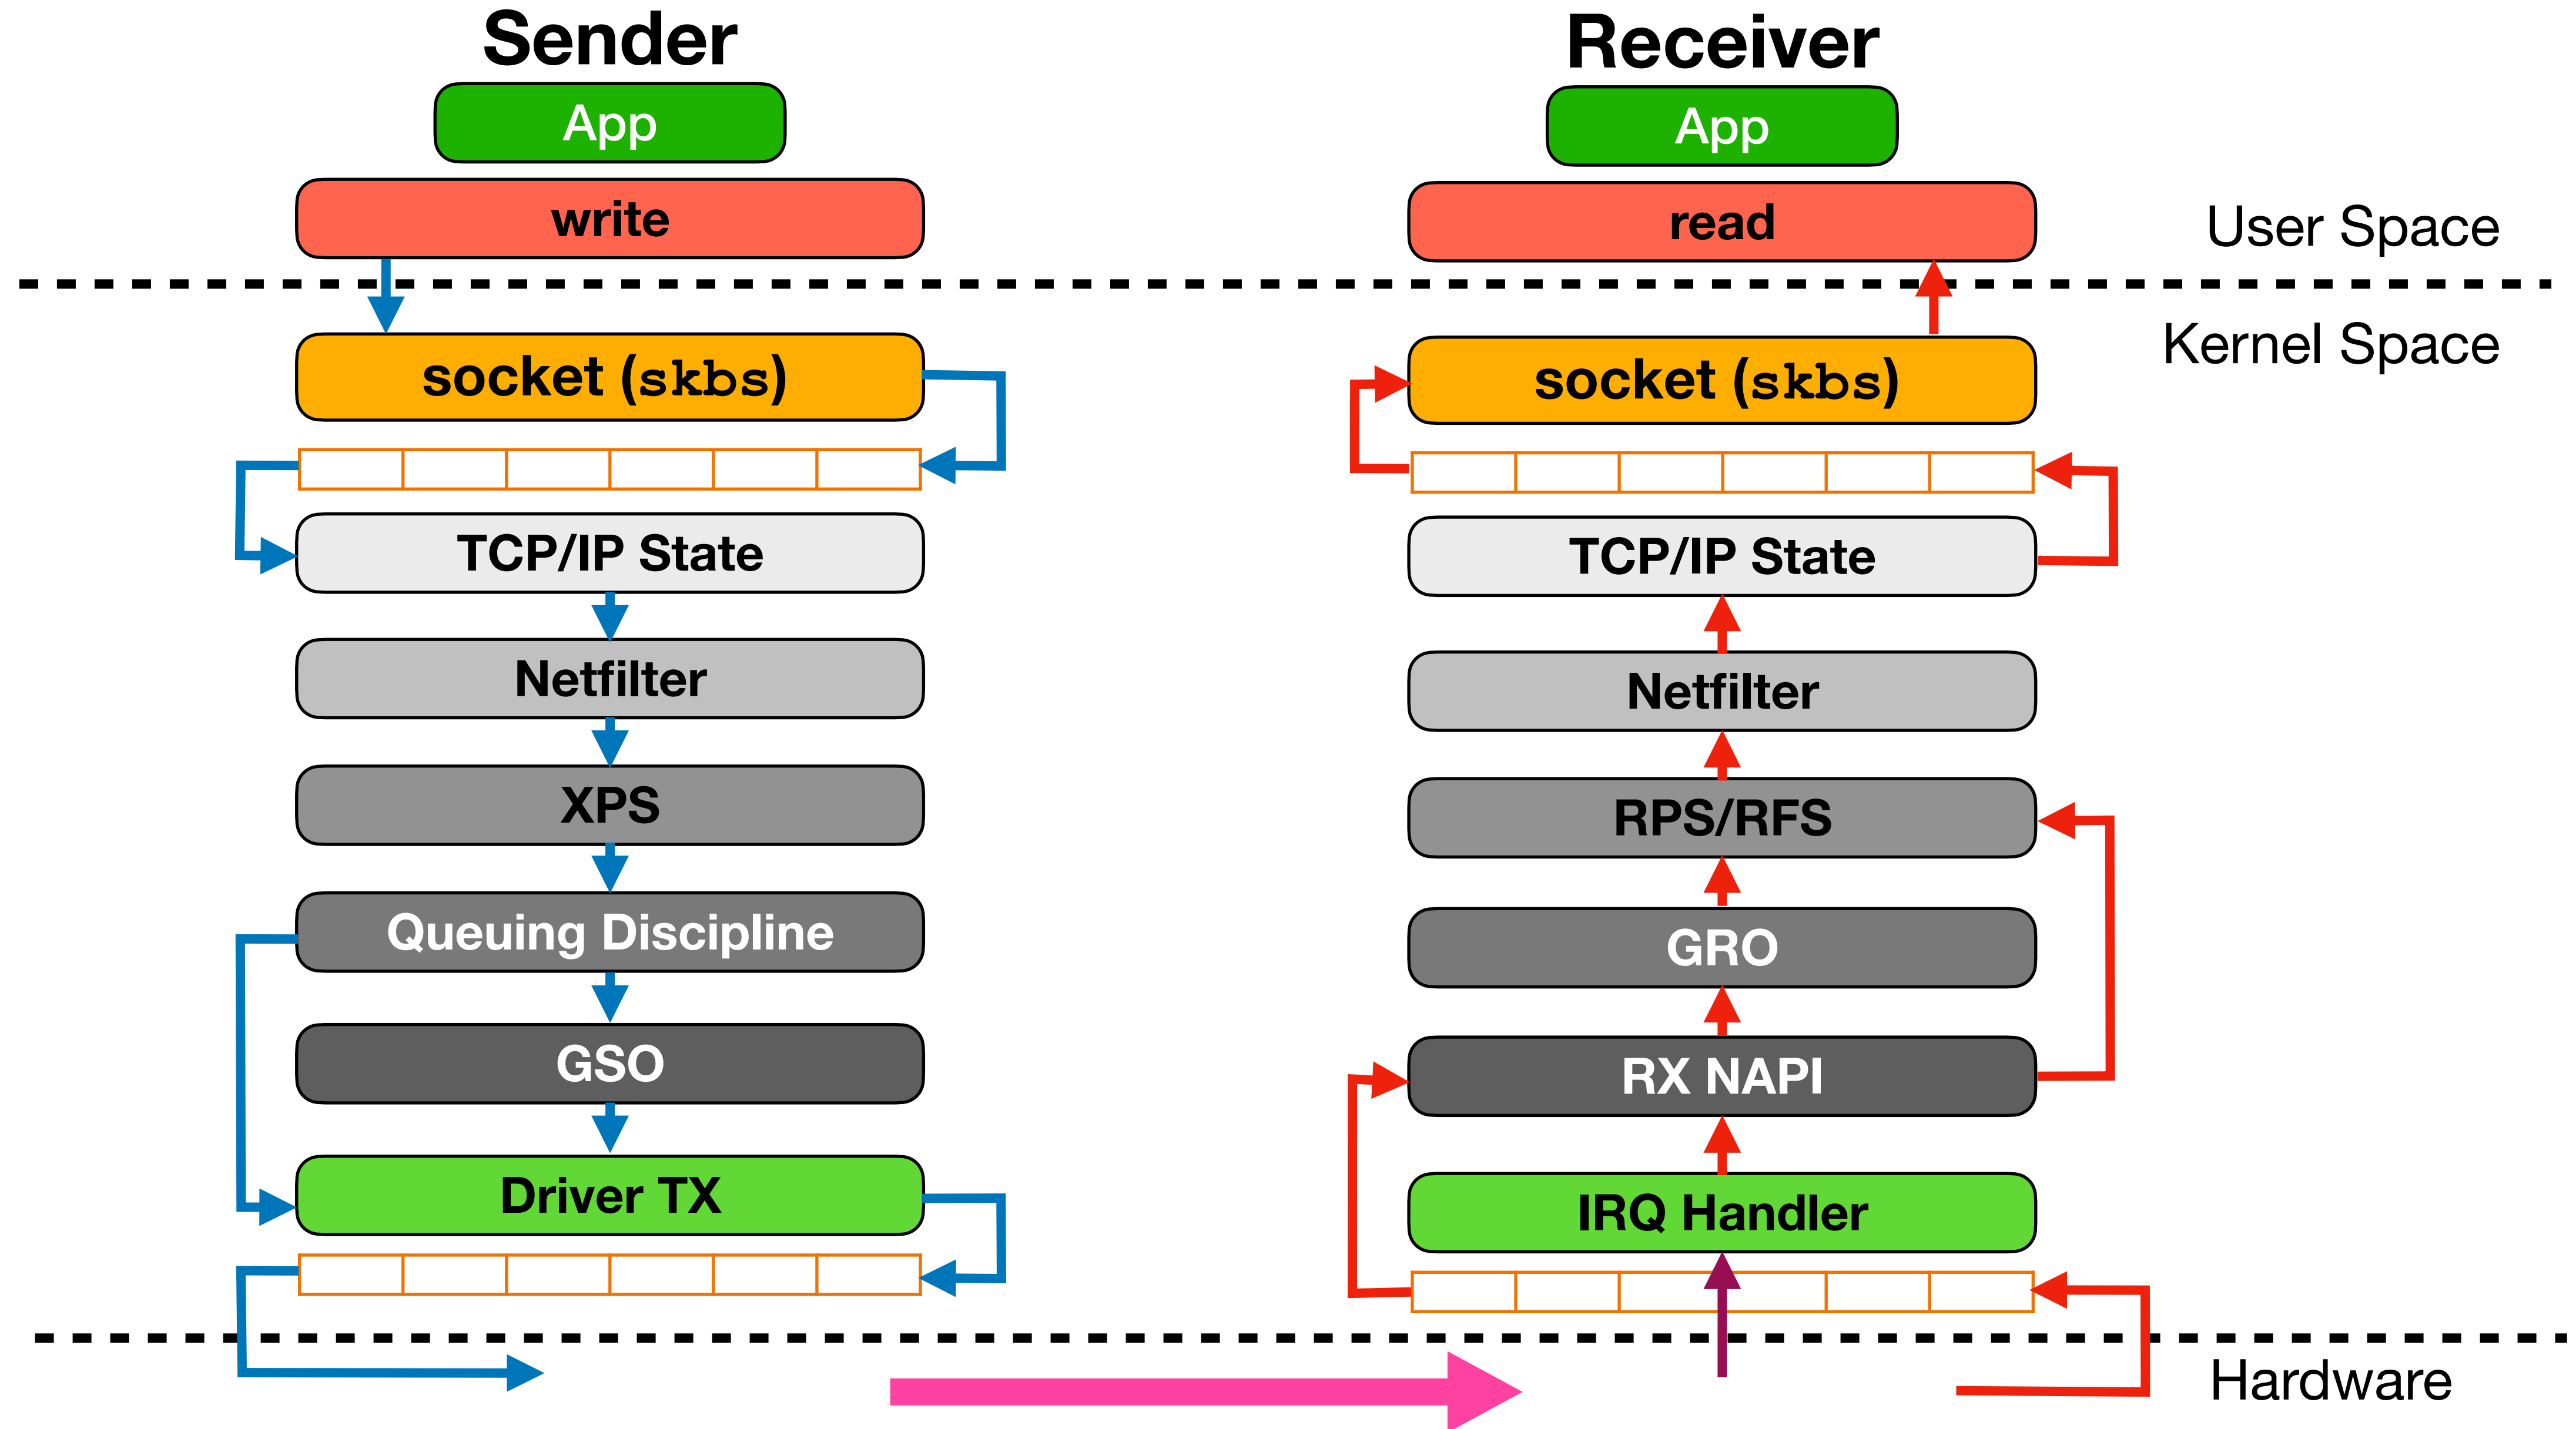 Sender
App
write
socket (skbs)
TCP/IP State
Netfilter
XPS
Queuing Discipline
GSO
Driver TX
Receiver
App
read
socket (skbs)
TCP/IP State
Netfilter
RPS/RFS
GRO
RX NAPI
IRQ Handler
User Space
Kernel Space
Hardware